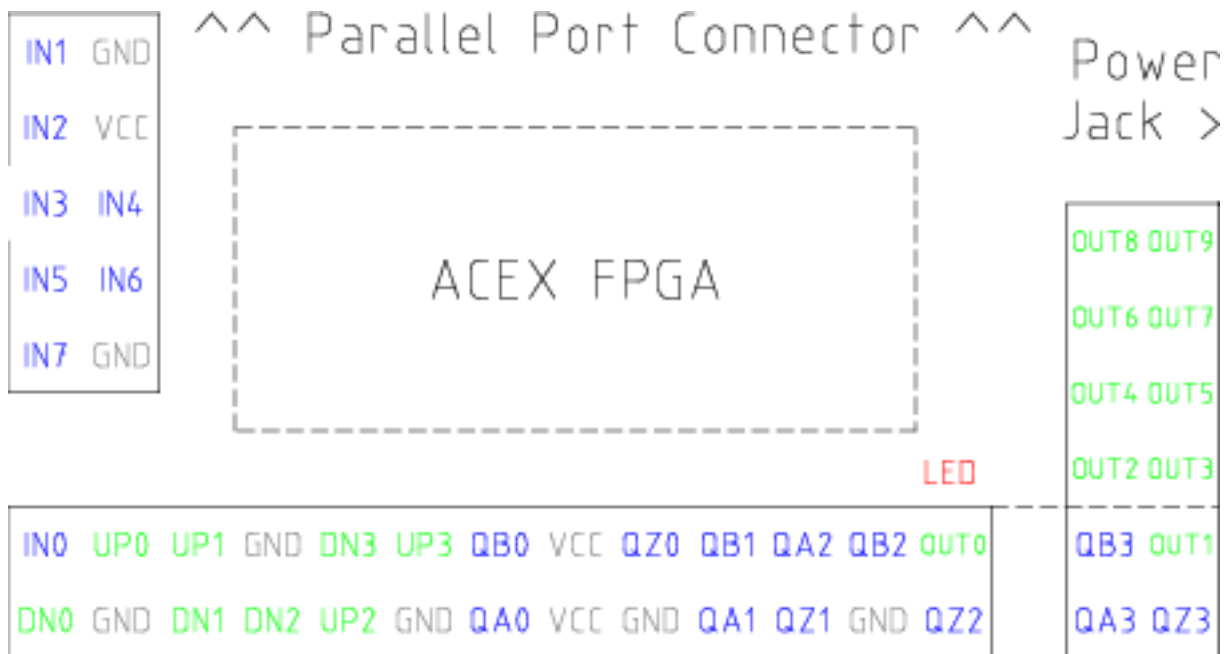 ^^ Parallel Port Connector ^^
Power
Jack >
IN1 GND
IN2 VCC
IN3 IN4
IN5 IN6
IN7 GND
ACEX FPGA
OUT8 OUT9
OUT6 OUT7
OUT4 OUT5
OUT2 OUT3
LED
IN0 UP0 UP1 GND DN3 UP3 QB0 VCC QZ0 QB1 QA2 QB2 OUT0
DN0 GND DN1 DN2 UP2 GND QA0 VCC GND QA1 QZ1 GND QZ2
QB3 OUT1
QA3 QZ3